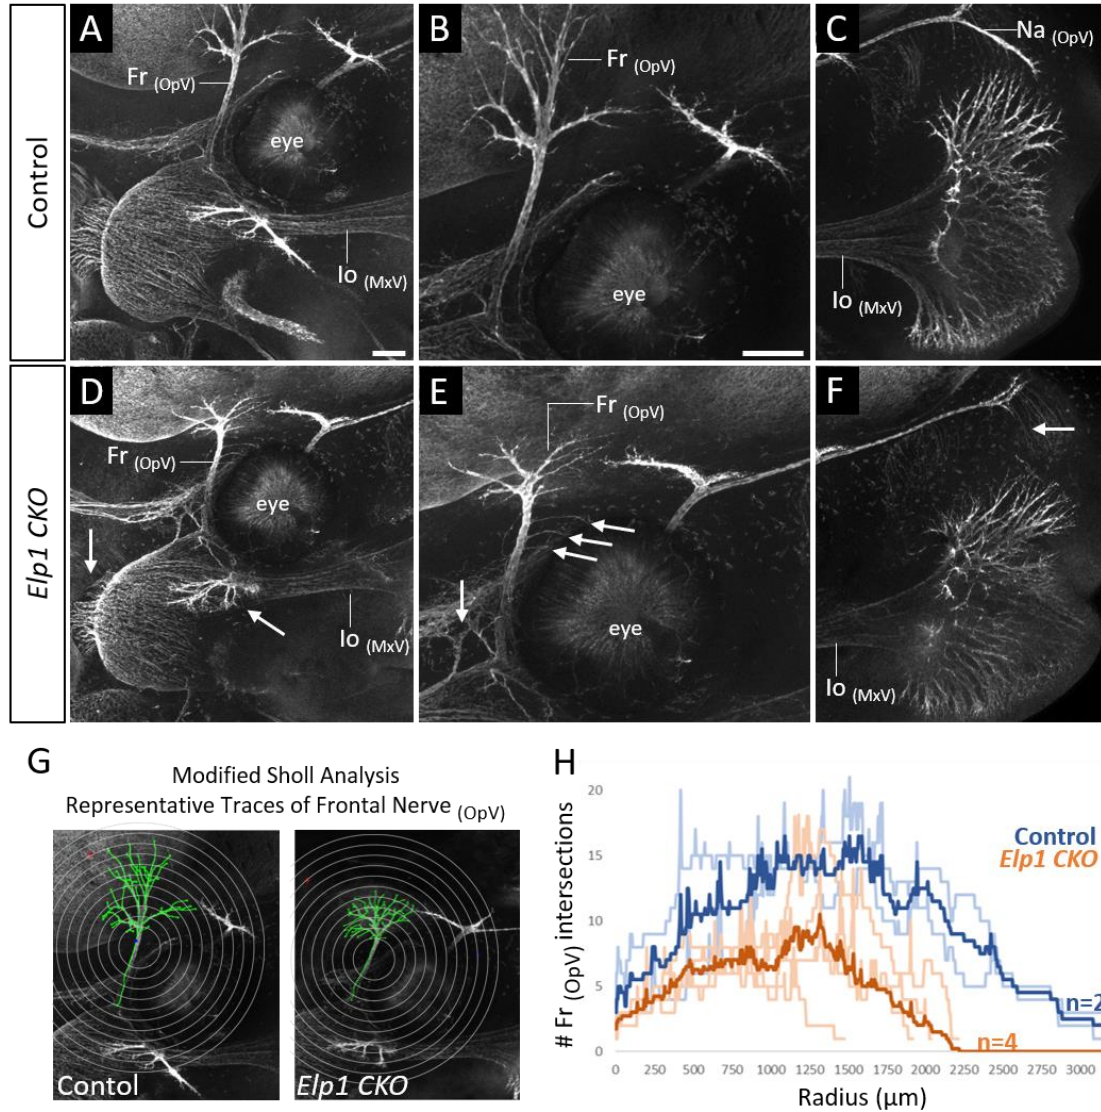 Control
A
Fr (OpV)
eye
Io (MxV)
B
Fr (OpV)
eye
C
Na (OpV)
Io (MxV)
Elp1 CKO
D
Fr (OpV)
eye
Io (MxV)
E
Fr (OpV)
eye
F
Io (MxV)
G
Modified Sholl Analysis
Representative Traces of Frontal Nerve (OpV)
Contol
Elp1 CKO
H
# Fr (OpV) intersections
20
15
10
5
0
Control
Elp1 CKO
n=2
n=4
0 250 500 750 1000 1250 1500 1750 2000 2250 2500 2750 3000
Radius (μm)